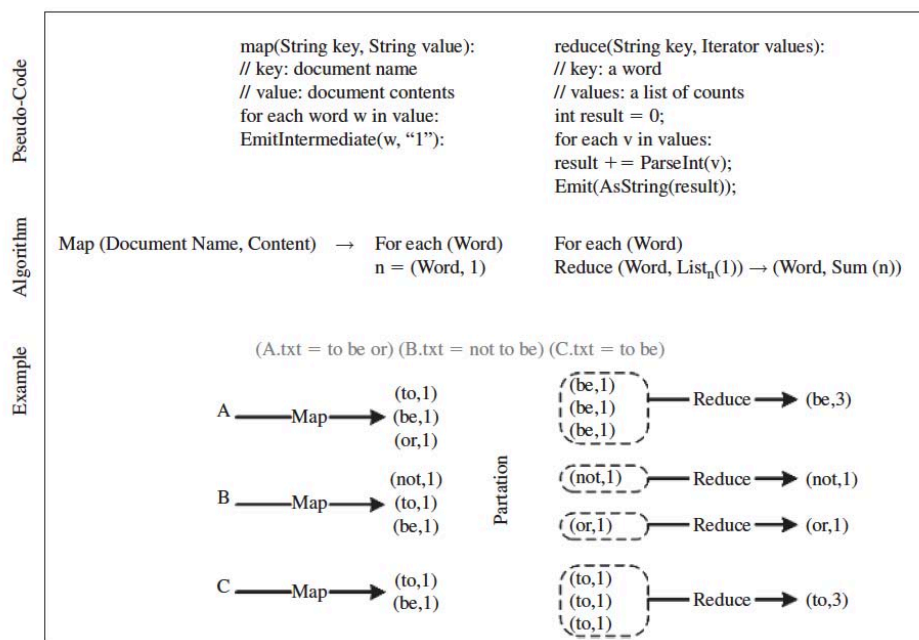 Pseudo-Code
map(String key, String value):
// key: document name
// value: document contents
for each word w in value:
EmitIntermediate(w, “1”):
reduce(String key, Iterator values):
// key: a word
// values: a list of counts
int result = 0;
for each v in values:
result += ParseInt(v);
Emit(AsString(result));
Algorithm
Map (Document Name, Content) → For each (Word)
n = (Word, 1)
For each (Word)
Reduce (Word, Listn(1)) → (Word, Sum (n))
Example
(A.txt = to be or) (B.txt = not to be) (C.txt = to be)
A Map (to,1)
(be,1)
(or,1)
B Map (not,1)
(to,1)
(be,1)
C Map (to,1)
(be,1)
Partation
(be,1)
(be,1)
(be,1)
Reduce (be,3)
(not,1) Reduce (not,1)
(or,1) Reduce (or,1)
(to,1)
(to,1)
(to,1)
Reduce (to,3)